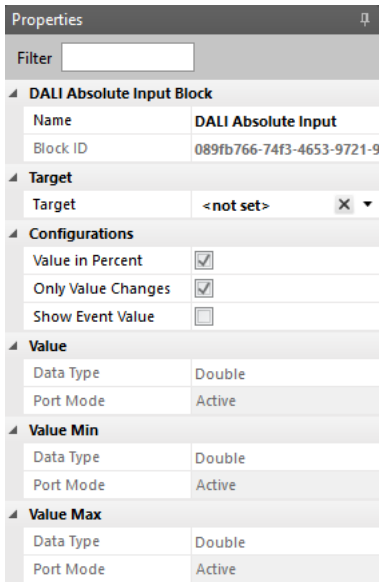 Properties
Filter
DALI Absolute Input Block
Name DALI Absolute Input
Block ID 089fb766-74f3-4653-9721-9
Target
Target <not set>
Configurations
Value in Percent
Only Value Changes
Show Event Value
Value
Data Type Double
Port Mode Active
Value Min
Data Type Double
Port Mode Active
Value Max
Data Type Double
Port Mode Active